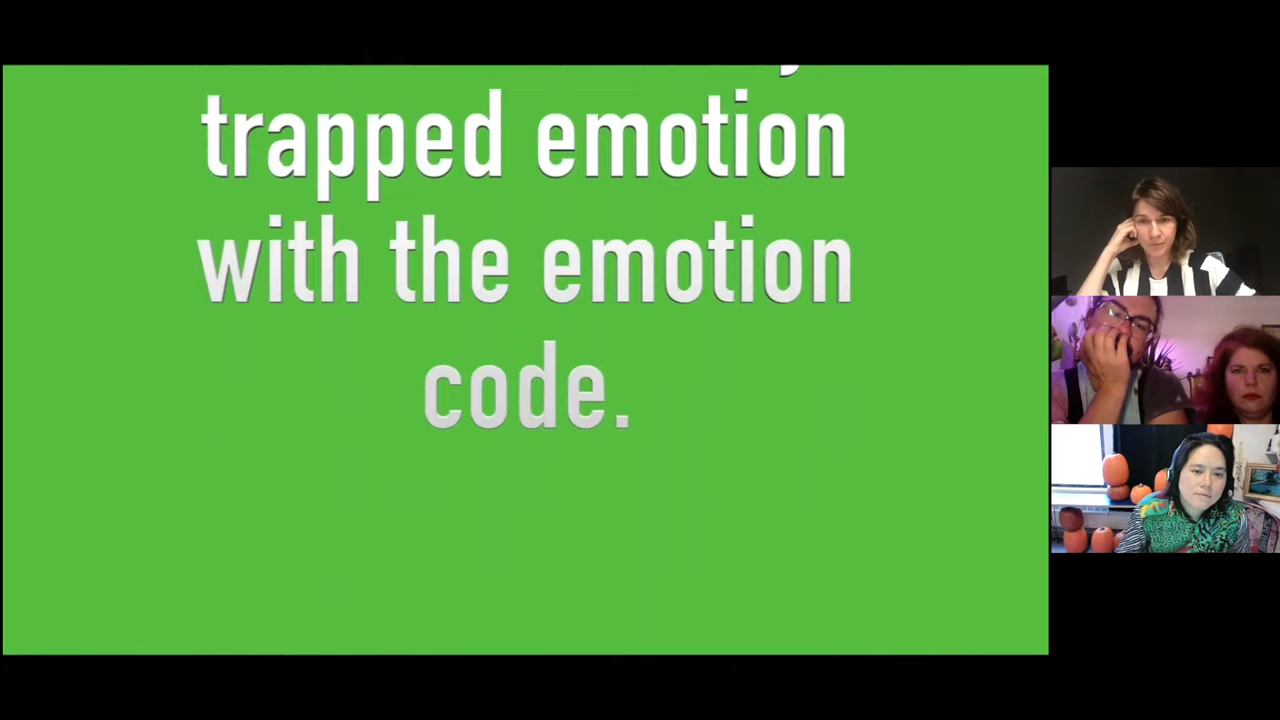 trapped emotion
with the emotion
code.